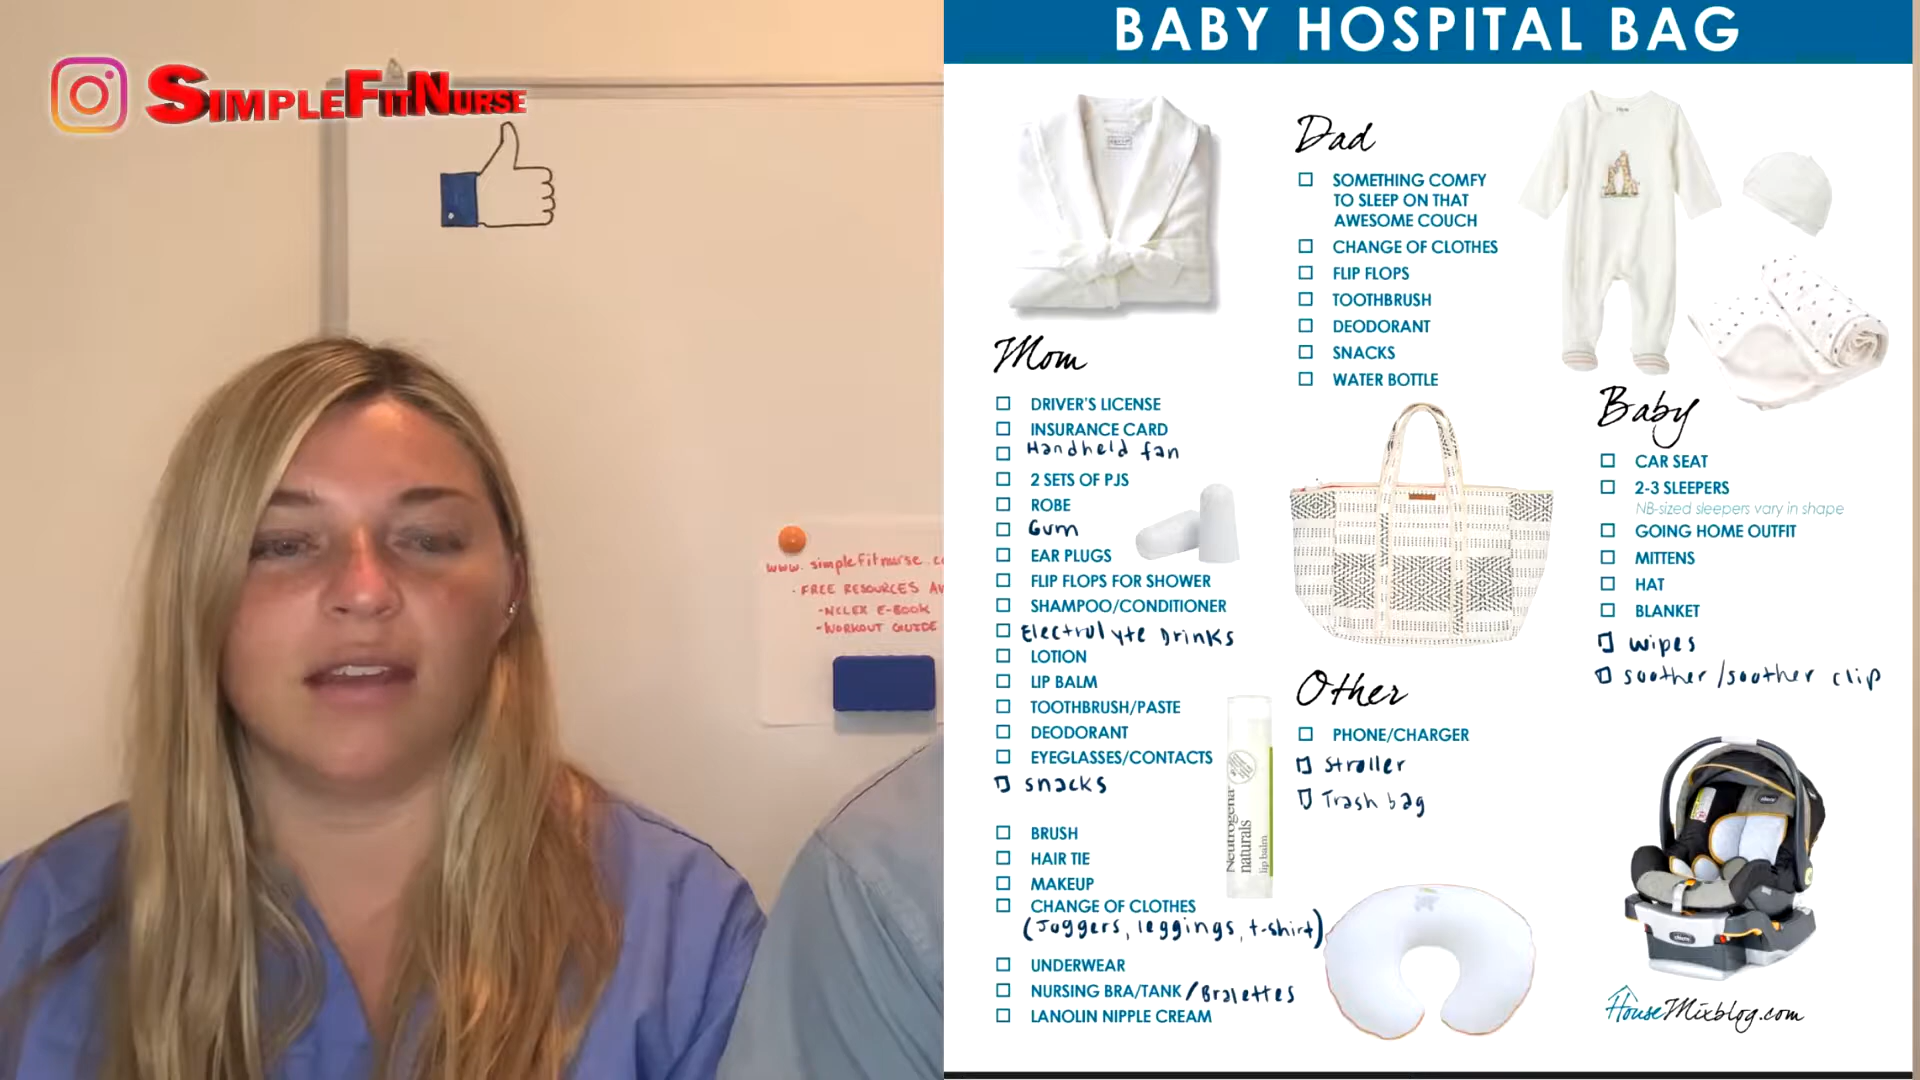 SIMPLEFITNURSE
www.simplefitnurse.c
- FREE RESOURCES AV
- NCLEX E-BOOK
- WORKOUT GUIDE
BABY HOSPITAL BAG
Mom
DRIVER'S LICENSE
INSURANCE CARD
Handheld fan
2 SETS OF PJS
ROBE
Gum
EAR PLUGS
FLIP FLOPS FOR SHOWER
SHAMPOO/CONDITIONER
Electrolyte Drinks
LOTION
LIP BALM
TOOTHBRUSH/PASTE
DEODORANT
EYEGLASSES/CONTACTS
snacks
BRUSH
HAIR TIE
MAKEUP
CHANGE OF CLOTHES
(Joggers, leggings, t-shirt)
UNDERWEAR
NURSING BRA/TANK / Bralettes
LANOLIN NIPPLE CREAM
Dad
SOMETHING COMFY
TO SLEEP ON THAT
AWESOME COUCH
CHANGE OF CLOTHES
FLIP FLOPS
TOOTHBRUSH
DEODORANT
SNACKS
WATER BOTTLE
Other
PHONE/CHARGER
Stroller
Trash bag
Neutrogena
naturals
lip balm
Baby
CAR SEAT
2-3 SLEEPERS
NB-sized sleepers vary in shape
GOING HOME OUTFIT
MITTENS
HAT
BLANKET
wipes
soother/soother clip
HouseMixblog.com